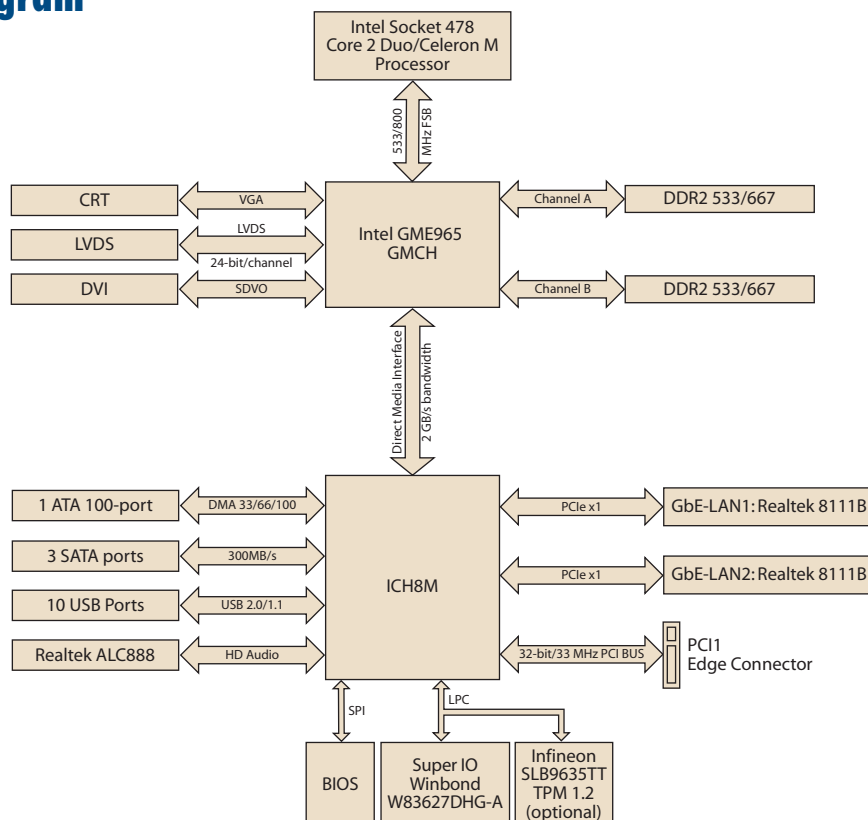 Intel Socket 478
Core 2 Duo/Celeron M
Processor
533/800
MHz FSB
CRT
VGA
LVDS
LVDS
24-bit/channel
DVI
SDVO
Intel GME965
GMCH
Channel A
DDR2 533/667
Channel B
DDR2 533/667
Direct Media Interface
2 GB/s bandwidth
1 ATA 100-port
DMA 33/66/100
3 SATA ports
300MB/s
10 USB Ports
USB 2.0/1.1
Realtek ALC888
HD Audio
ICH8M
PCIe x1
GbE-LAN1: Realtek 8111B
PCIe x1
GbE-LAN2: Realtek 8111B
32-bit/33 MHz PCI BUS
PCI1
Edge Connector
SPI
LPC
BIOS
Super IO
Winbond
W83627DHG-A
Infineon
SLB9635TT
TPM 1.2
(optional)